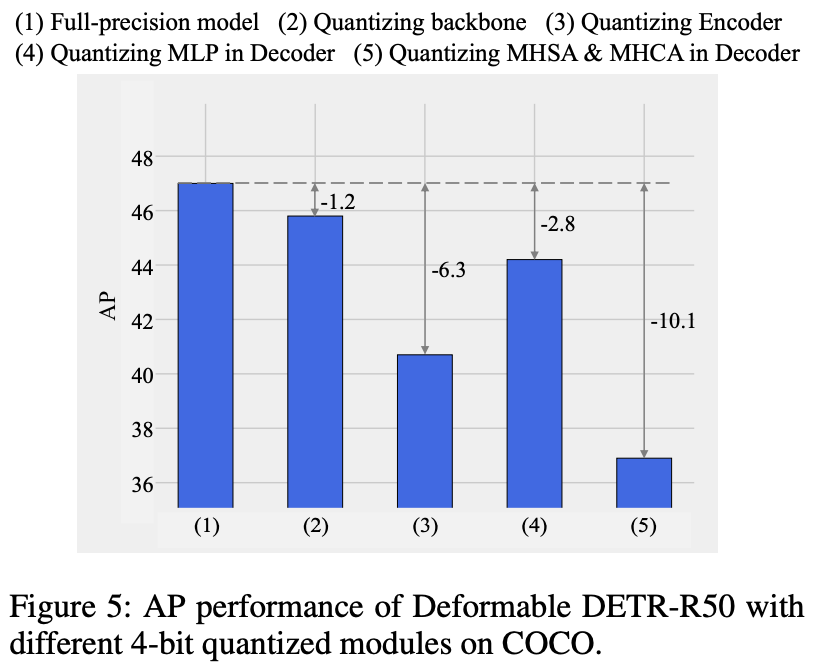 (1) Full-precision model (2) Quantizing backbone (3) Quantizing Encoder
(4) Quantizing MLP in Decoder (5) Quantizing MHSA & MHCA in Decoder
48
46
44
42
40
38
36
AP
-1.2
-6.3
-2.8
-10.1
(1) (2) (3) (4) (5)
Figure 5: AP performance of Deformable DETR-R50 with
different 4-bit quantized modules on COCO.